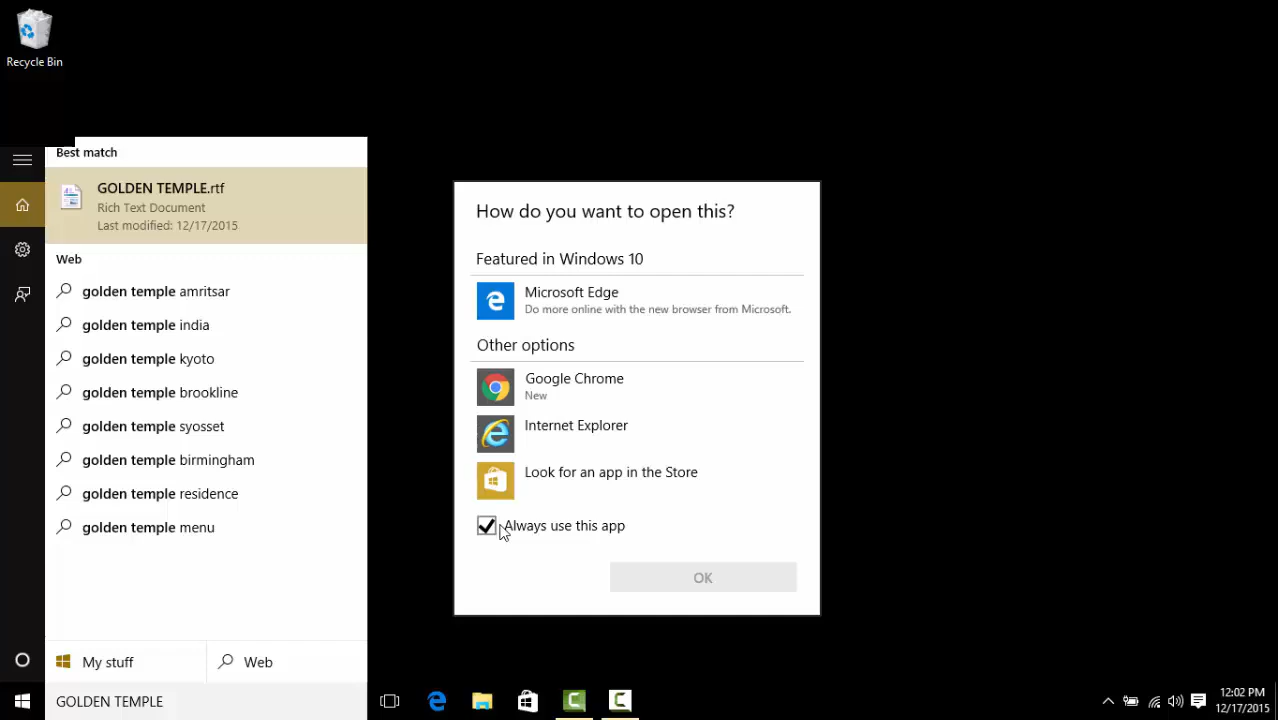 Recycle Bin
Best match
GOLDEN TEMPLE.rtf
Rich Text Document
Last modified: 12/17/2015
Web
golden temple amritsar
golden temple india
golden temple kyoto
golden temple brookline
golden temple syosset
golden temple birmingham
golden temple residence
golden temple menu
My stuff
Web
GOLDEN TEMPLE
How do you want to open this?
Featured in Windows 10
Microsoft Edge
Do more online with the new browser from Microsoft.
Other options
Google Chrome
New
Internet Explorer
Look for an app in the Store
Always use this app
OK
12:02 PM
12/17/2015